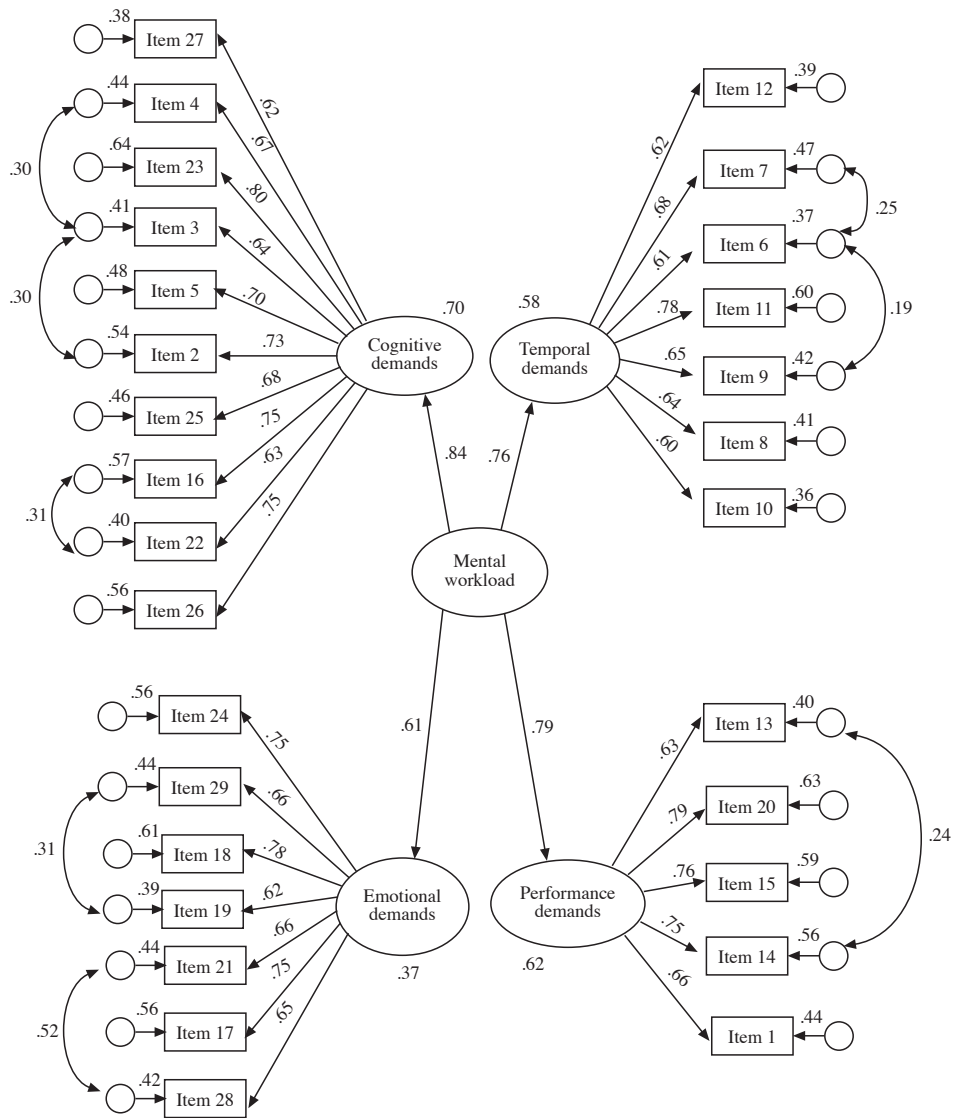 .38
Item 27
.62
.44
Item 4
.67
.30
.64
Item 23
.80
.41
Item 3
.64
.30
.48
Item 5
.70
.54
Item 2
.73
.46
Item 25
.68
.57
Item 16
.75
.31
.40
Item 22
.63
.56
Item 26
.75
Cognitive
demands
.70
.39
Item 12
.62
.47
Item 7
.68
.25
.37
Item 6
.61
.60
Item 11
.78
.19
.42
Item 9
.65
.41
Item 8
.64
.36
Item 10
.60
.58
Temporal
demands
.84
.76
Mental
workload
.61
.79
.56
Item 24
.75
.44
Item 29
.66
.31
.61
Item 18
.78
.39
Item 19
.62
.44
Item 21
.66
.52
.56
Item 17
.75
.42
Item 28
.65
Emotional
demands
.37
.40
Item 13
.63
.63
Item 20
.79
.24
.59
Item 15
.76
.56
Item 14
.75
.44
Item 1
.66
Performance
demands
.62